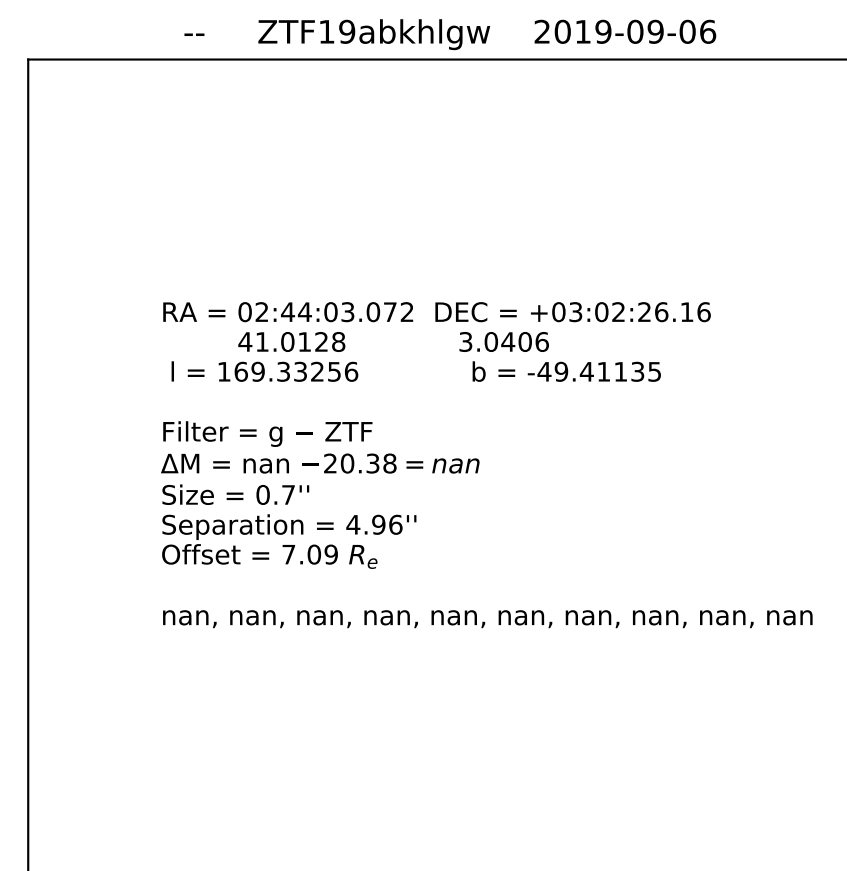 -- ZTF19abkhlgw 2019-09-06
RA = 02:44:03.072 DEC = +03:02:26.16
41.0128 3.0406
l = 169.33256 b = -49.41135
Filter = g − ZTF
ΔM = nan −20.38 = nan
Size = 0.7''
Separation = 4.96''
Offset = 7.09 Rₑ
nan, nan, nan, nan, nan, nan, nan, nan, nan, nan